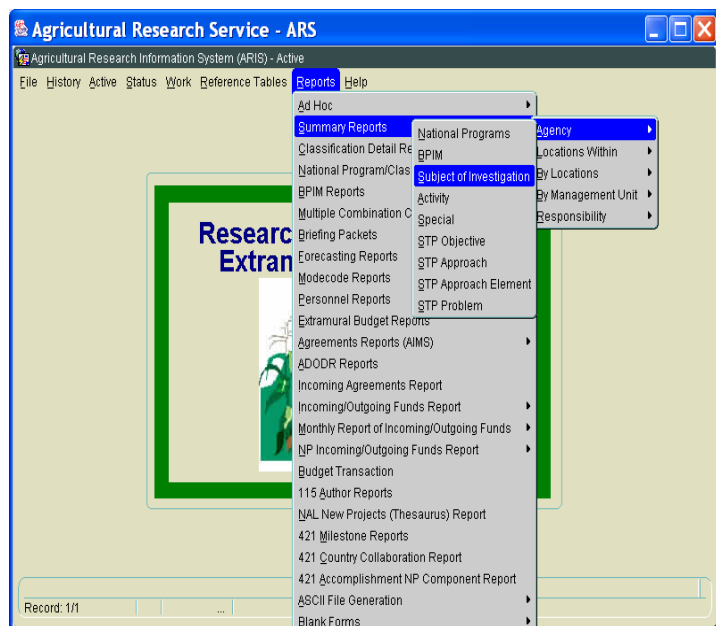 Agricultural Research Service - ARS
Agricultural Research Information System (ARIS) - Active
File History Active Status Work Reference Tables Reports Help
Ad Hoc
Summary Reports
Classification Detail Re
National Program/Clas
BPIM Reports
Multiple Combination C
Briefing Packets
Forecasting Reports
Modecode Reports
Personnel Reports
Extramural Budget Reports
Agreements Reports (AIMS)
ADODR Reports
Incoming Agreements Report
Incoming/Outgoing Funds Report
Monthly Report of Incoming/Outgoing Funds
NP Incoming/Outgoing Funds Report
Budget Transaction
115 Author Reports
NAL New Projects (Thesaurus) Report
421 Milestone Reports
421 Country Collaboration Report
421 Accomplishment NP Component Report
ASCII File Generation
Blank Forms
National Programs
BPIM
Subject of Investigation
Activity
Special
STP Objective
STP Approach
STP Approach Element
STP Problem
Agency
Locations Within
By Locations
By Management Unit
Responsibility
Researc
Extran
Record: 1/1
...